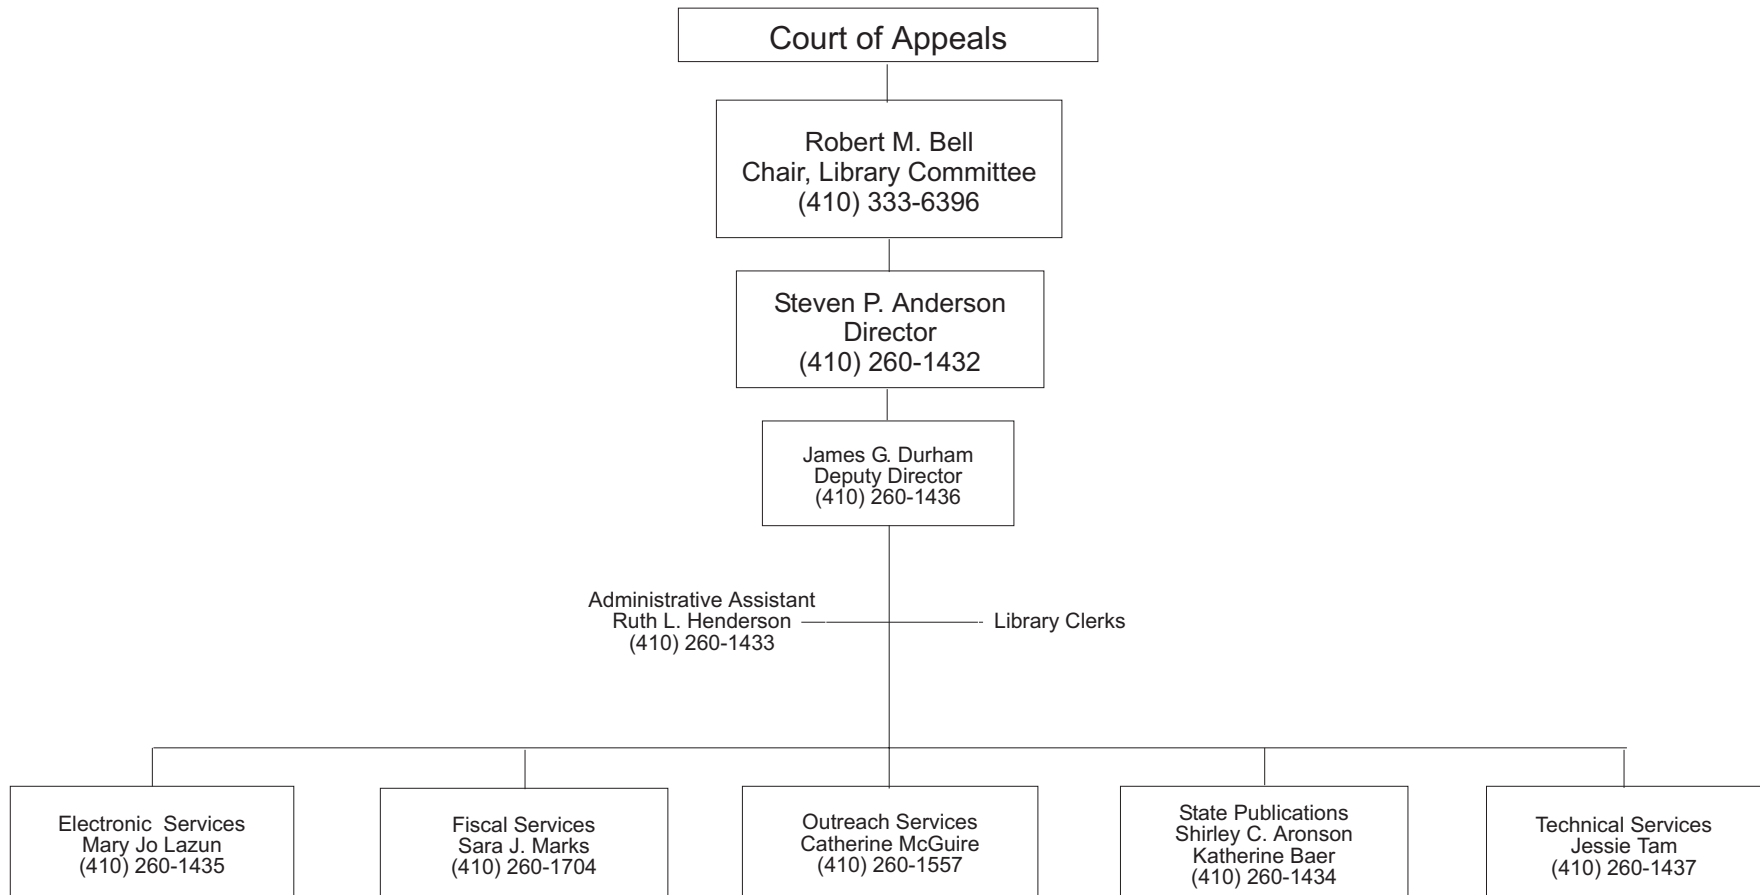 Court of Appeals
Robert M. Bell
Chair, Library Committee
(410) 333-6396
Steven P. Anderson
Director
(410) 260-1432
James G. Durham
Deputy Director
(410) 260-1436
Administrative Assistant
Ruth L. Henderson
(410) 260-1433
Library Clerks
Electronic Services
Mary Jo Lazun
(410) 260-1435
Fiscal Services
Sara J. Marks
(410) 260-1704
Outreach Services
Catherine McGuire
(410) 260-1557
State Publications
Shirley C. Aronson
Katherine Baer
(410) 260-1434
Technical Services
Jessie Tam
(410) 260-1437